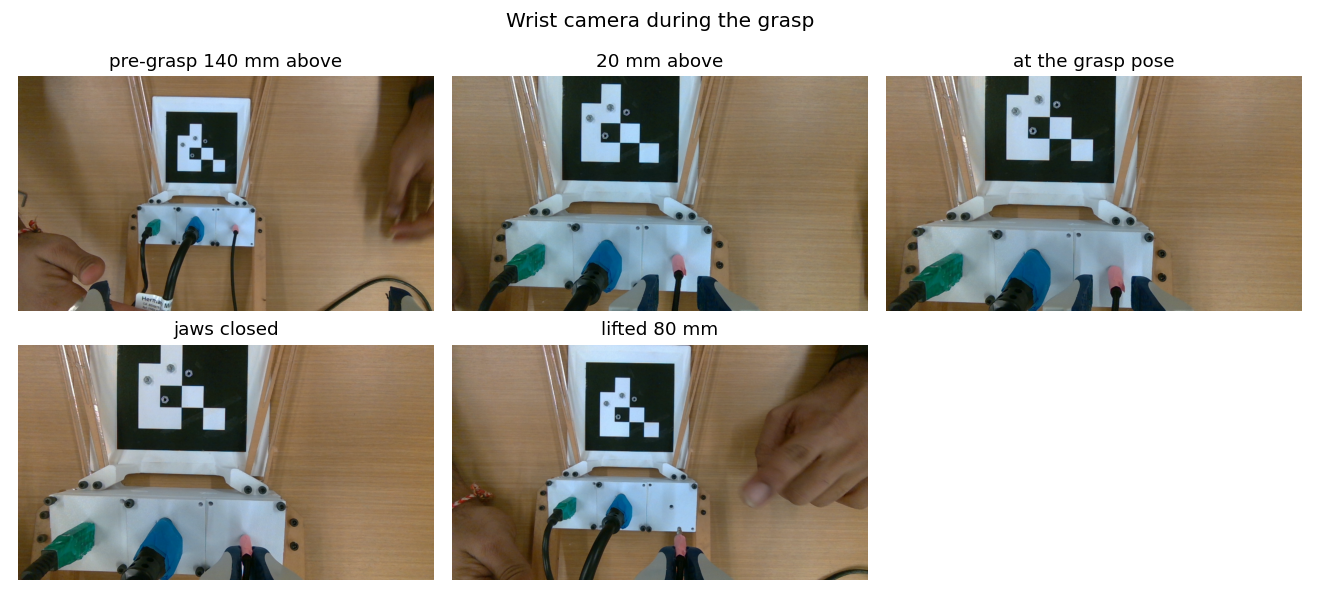 Wrist camera during the grasp
pre-grasp 140 mm above
20 mm above
at the grasp pose
jaws closed
lifted 80 mm